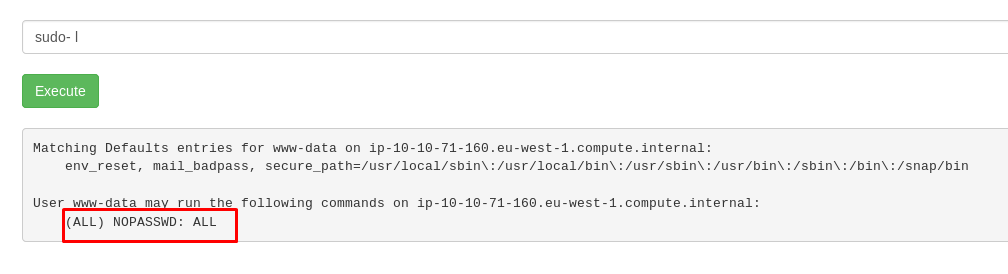 sudo- l
Execute
Matching Defaults entries for www-data on ip-10-10-71-160.eu-west-1.compute.internal:
    env_reset, mail_badpass, secure_path=/usr/local/sbin\:/usr/local/bin\:/usr/sbin\:/usr/bin\:/sbin\:/bin\:/snap/bin
User www-data may run the following commands on ip-10-10-71-160.eu-west-1.compute.internal:
    (ALL) NOPASSWD: ALL